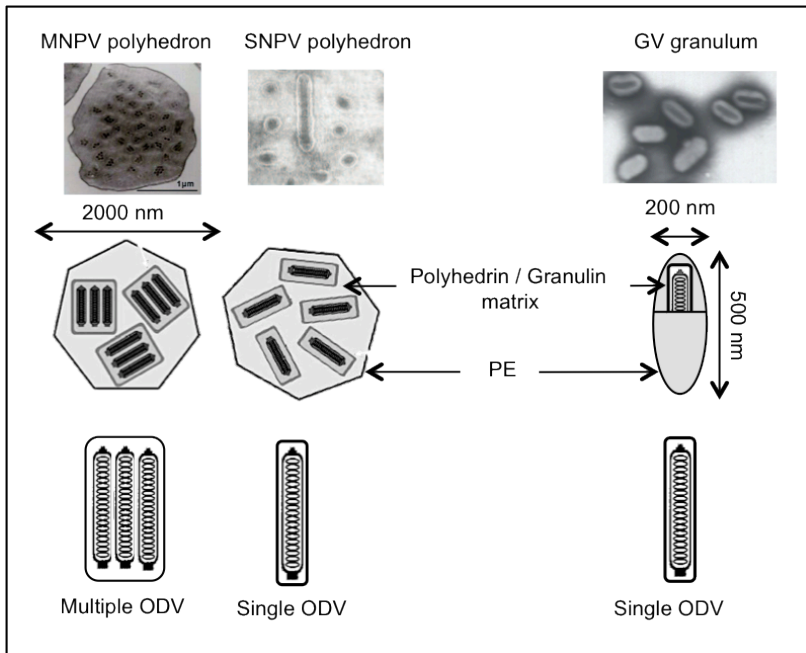 MNPV polyhedron
SNPV polyhedron
GV granulum
1μm
2000 nm
200 nm
Polyhedrin / Granulin
matrix
500 nm
PE
Multiple ODV
Single ODV
Single ODV